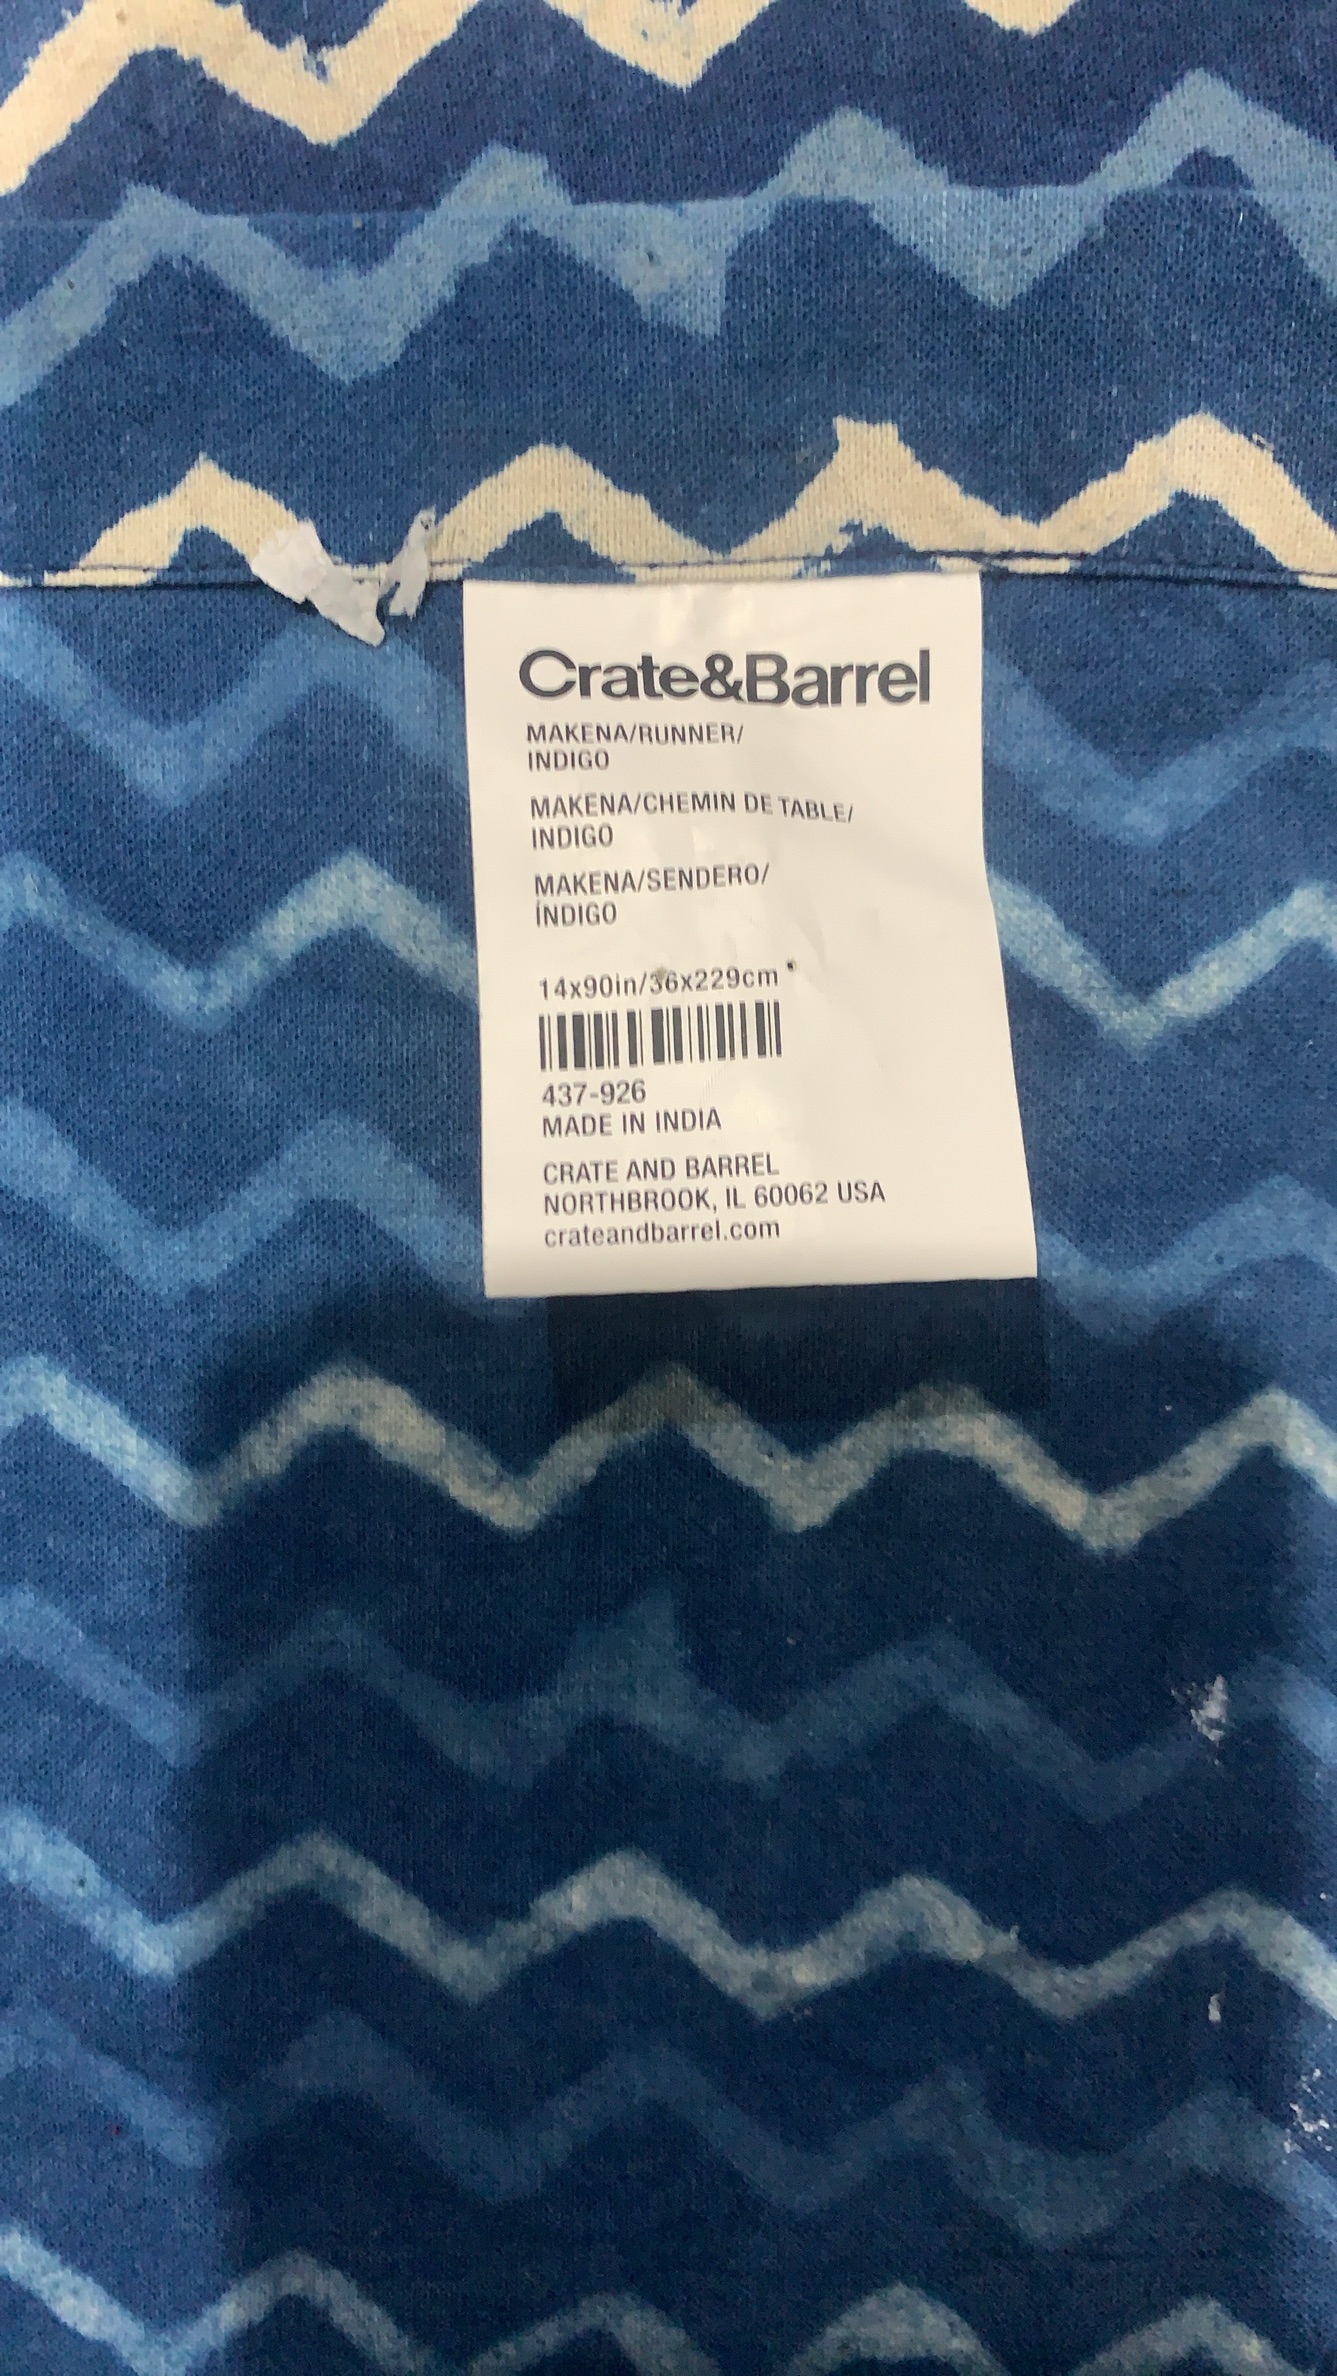 Crate&Barrel
MAKENA/RUNNER/
INDIGO
MAKENA/CHEMIN DE TABLE/
INDIGO
MAKENA/SENDERO/
ÍNDIGO
14x90in/36x229cm
437-926
MADE IN INDIA
CRATE AND BARREL
NORTHBROOK, IL 60062 USA
crateandbarrel.com